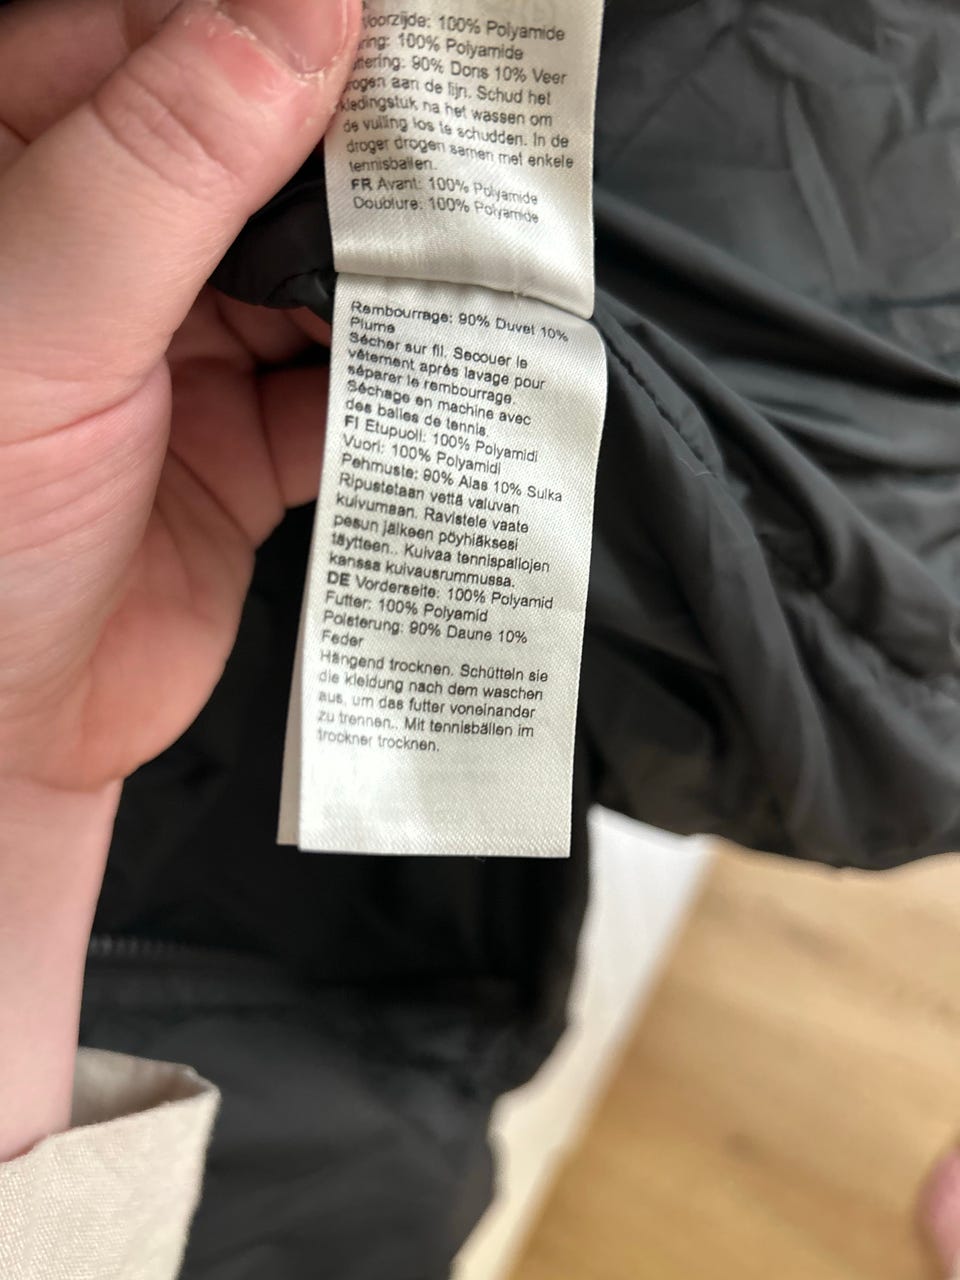 Voorzijde: 100% Polyamide
ring: 100% Polyamide
ttering: 90% Dons 10% Veer
rogen aan de lijn. Schud het
kledingstuk na het wassen om
de vulling los te schudden. In de
droger drogen samen met enkele
tennisballen.
FR Avant: 100% Polyamide
Doublure: 100% Polyamide
Rembourrage: 90% Duvet 10%
Plume
Sécher sur fil. Secouer le
vêtement après lavage pour
séparer le rembourrage.
Séchage en machine avec
des balles de tennis.
FI Etupuoli: 100% Polyamidi
Vuori: 100% Polyamidi
Pehmuste: 90% Alas 10% Sulka
Ripustetaan vettä valuvan
kuivumaan. Ravistele vaate
pesun jälkeen pöyhiäksesi
täytteen.. Kuivaa tennispallojen
kanssa kuivausrummussa.
DE Vorderseite: 100% Polyamid
Futter: 100% Polyamid
Polsterung: 90% Daune 10%
Feder
Hängend trocknen. Schütteln sie
die kleidung nach dem waschen
aus, um das futter voneinander
zu trennen.. Mit tennisbällen im
trockner trocknen.